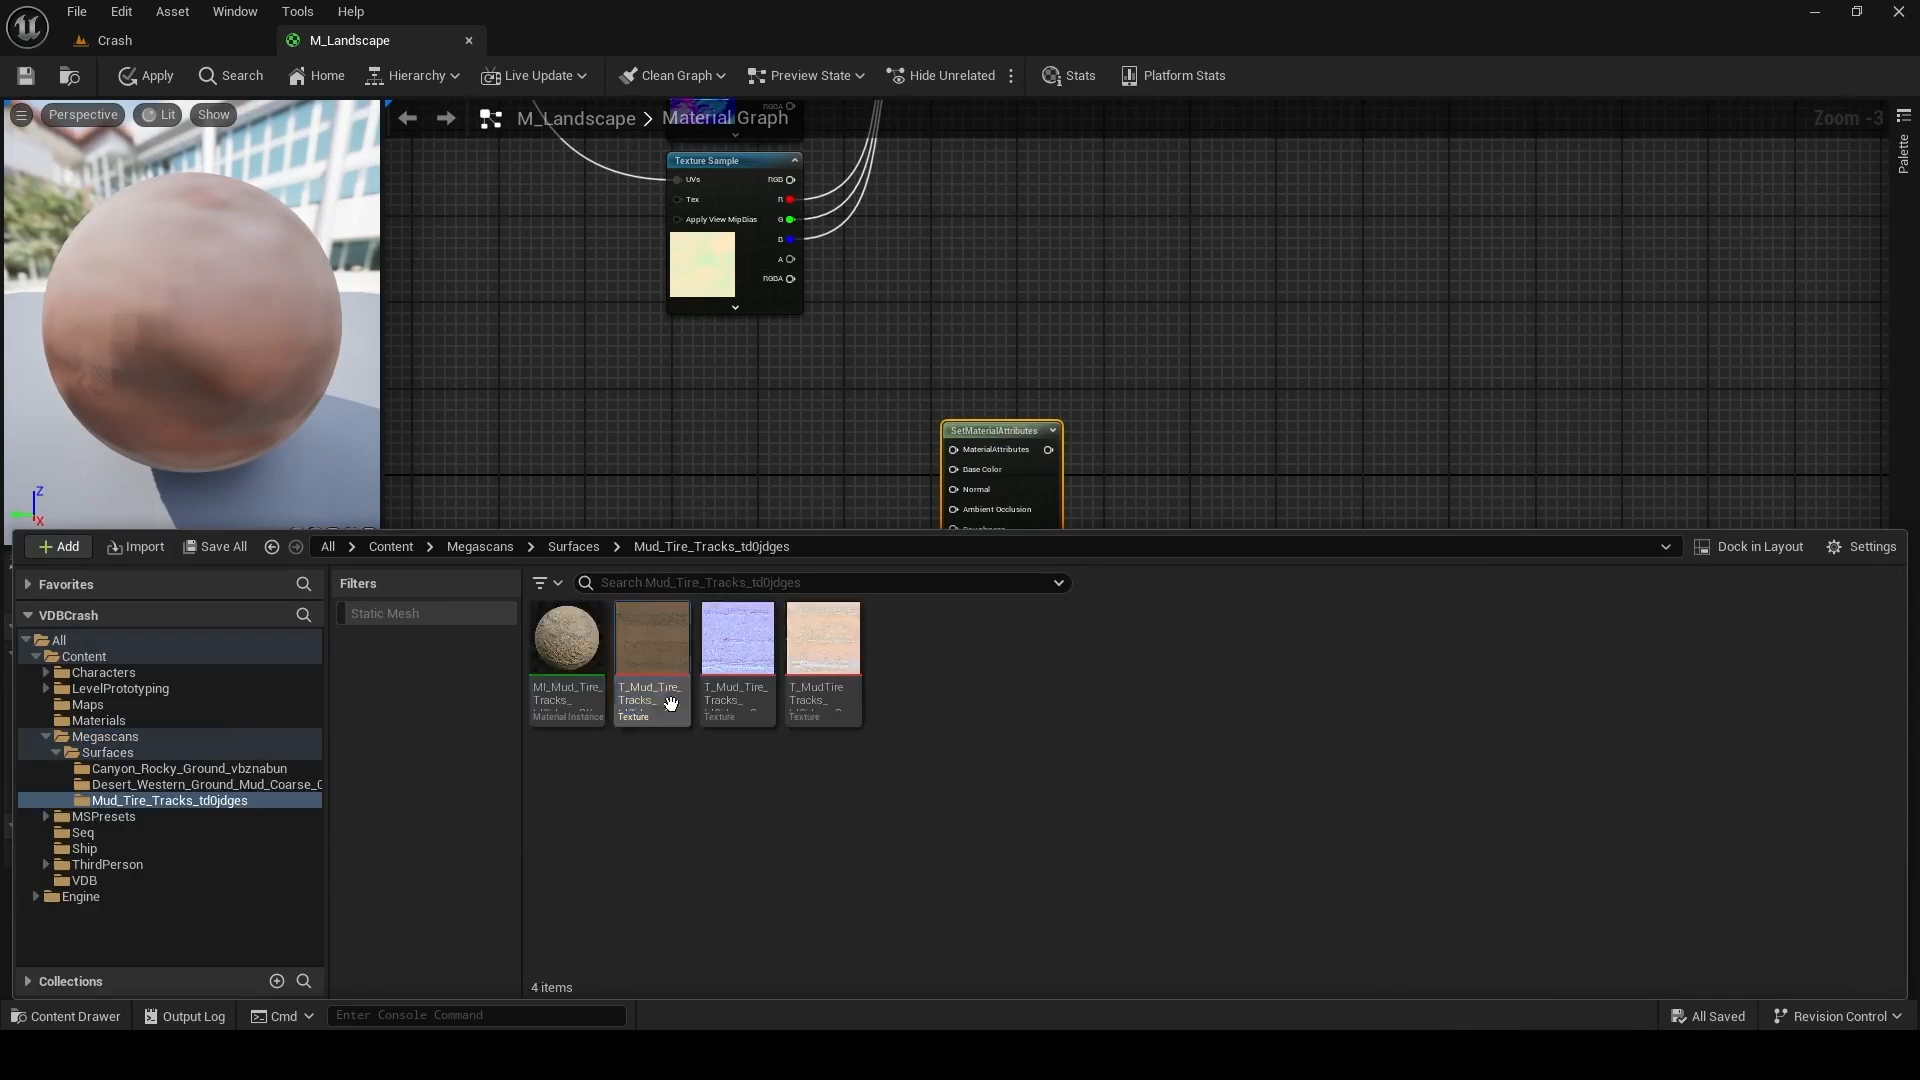 File Edit Asset Window Tools Help
Crash M_Landscape
Apply Search Home Hierarchy Live Update Clean Graph Preview State Hide Unrelated Stats Platform Stats
Perspective Lit Show
M_Landscape > Material Graph
Zoom -3
Palette
RGBA
Texture Sample
UVs RGB
Tex R
Apply View MipBias G
B
A
RGBA
SetMaterialAttributes
MaterialAttributes
Base Color
Normal
Ambient Occlusion
Roughness
Z
X
Add Import Save All All > Content > Megascans > Surfaces > Mud_Tire_Tracks_td0jdges Dock in Layout Settings
Favorites
VDBCrash
All
Content
Characters
LevelPrototyping
Maps
Materials
Megascans
Surfaces
Canyon_Rocky_Ground_vbznabun
Desert_Western_Ground_Mud_Coarse_0
Mud_Tire_Tracks_td0jdges
MSPresets
Seq
Ship
ThirdPerson
VDB
Engine
Collections
Filters
Static Mesh
Search Mud_Tire_Tracks_td0jdges
MI_Mud_Tire_
Tracks_
Material Instance
T_Mud_Tire_
Tracks_
Texture
T_Mud_Tire_
Tracks_
Texture
T_MudTire
Tracks_
Texture
4 items
Content Drawer Output Log Cmd Enter Console Command All Saved Revision Control